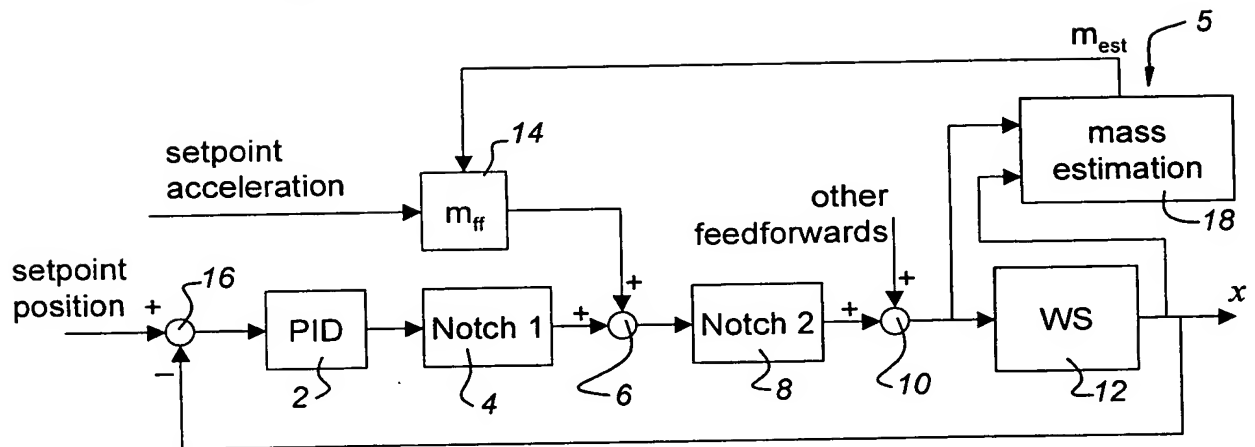 m_est
5
mass
estimation
18
14
setpoint
acceleration
m_ff
other
feedforwards
+
+
setpoint
position
+
16
−
PID
2
Notch 1
4
+
6
Notch 2
8
+
10
WS
12
x